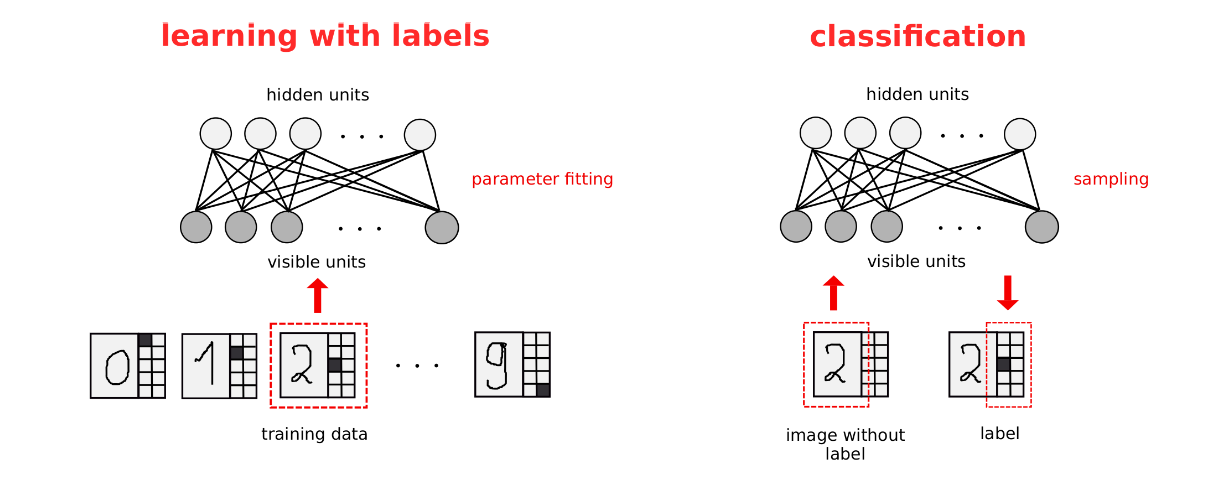 learning with labels
hidden units
. . .
parameter fitting
. . .
visible units
0 1 2 . . . 9
training data
classification
hidden units
. . .
sampling
. . .
visible units
2 2
image without
label
label